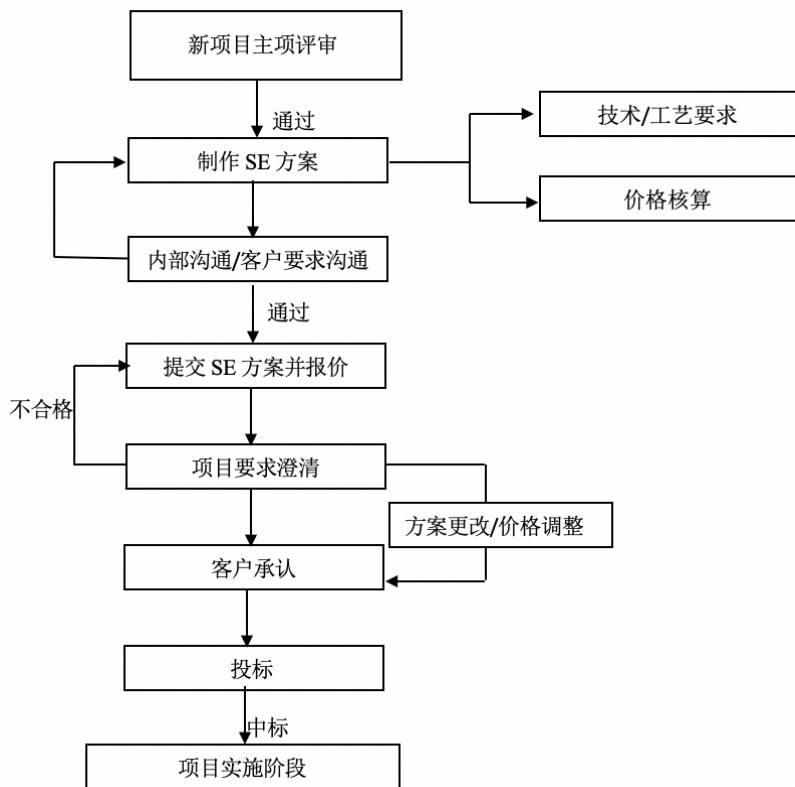 新项目主项评审
通过
技术/工艺要求
制作 SE 方案
价格核算
内部沟通/客户要求沟通
通过
提交 SE 方案并报价
不合格
项目要求澄清
方案更改/价格调整
客户承认
投标
中标
项目实施阶段